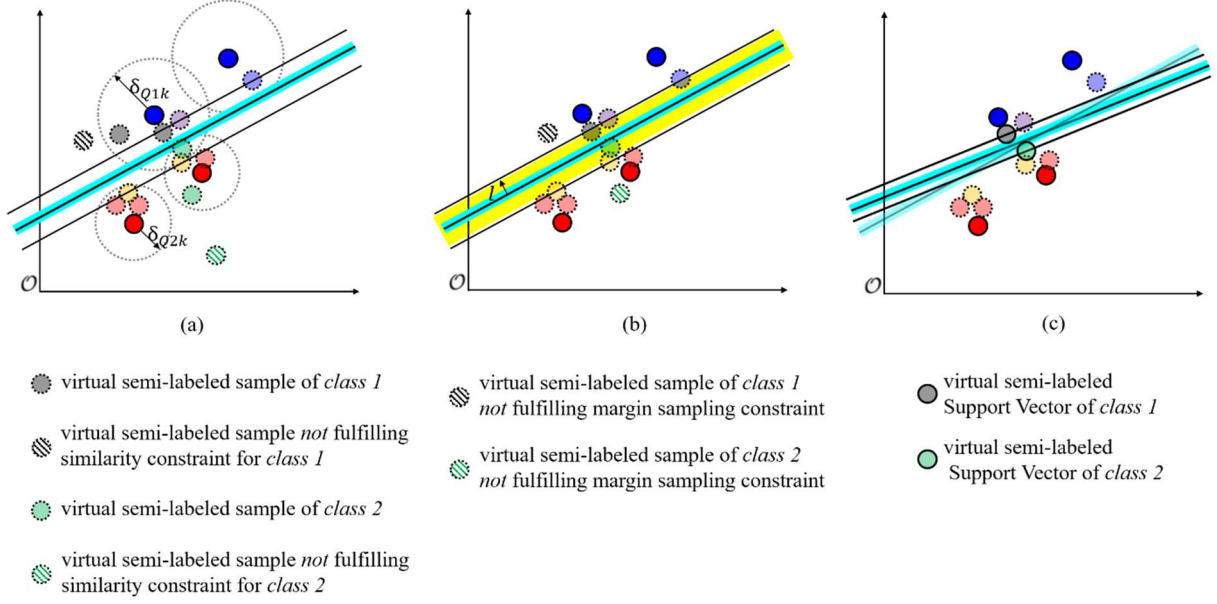 δQ1k
δQ2k
𝒪
(a)
l
𝒪
(b)
𝒪
(c)
virtual semi-labeled sample of class 1
virtual semi-labeled sample not fulfilling
similarity constraint for class 1
virtual semi-labeled sample of class 2
virtual semi-labeled sample not fulfilling
similarity constraint for class 2
virtual semi-labeled sample of class 1
not fulfilling margin sampling constraint
virtual semi-labeled sample of class 2
not fulfilling margin sampling constraint
virtual semi-labeled
Support Vector of class 1
virtual semi-labeled
Support Vector of class 2